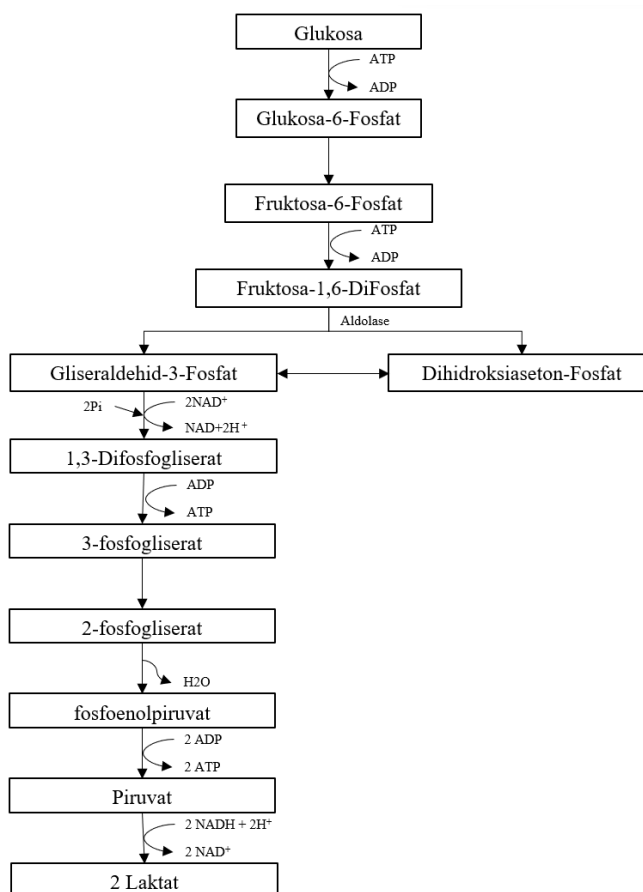 Glukosa
ATP
ADP
Glukosa-6-Fosfat
Fruktosa-6-Fosfat
ATP
ADP
Fruktosa-1,6-DiFosfat
Aldolase
Gliseraldehid-3-Fosfat
Dihidroksiaseton-Fosfat
2Pi
2NAD⁺
NAD+2H⁺
1,3-Difosfogliserat
ADP
ATP
3-fosfogliserat
2-fosfogliserat
H2O
fosfoenolpiruvat
2 ADP
2 ATP
Piruvat
2 NADH + 2H⁺
2 NAD⁺
2 Laktat